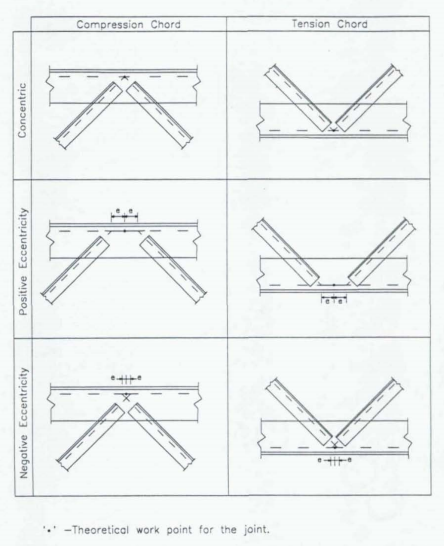 Compression Chord
Tension Chord
Concentric
Positive Eccentricity
e e
e e
Negative Eccentricity
e e
e e
'•' –Theoretical work point for the joint.